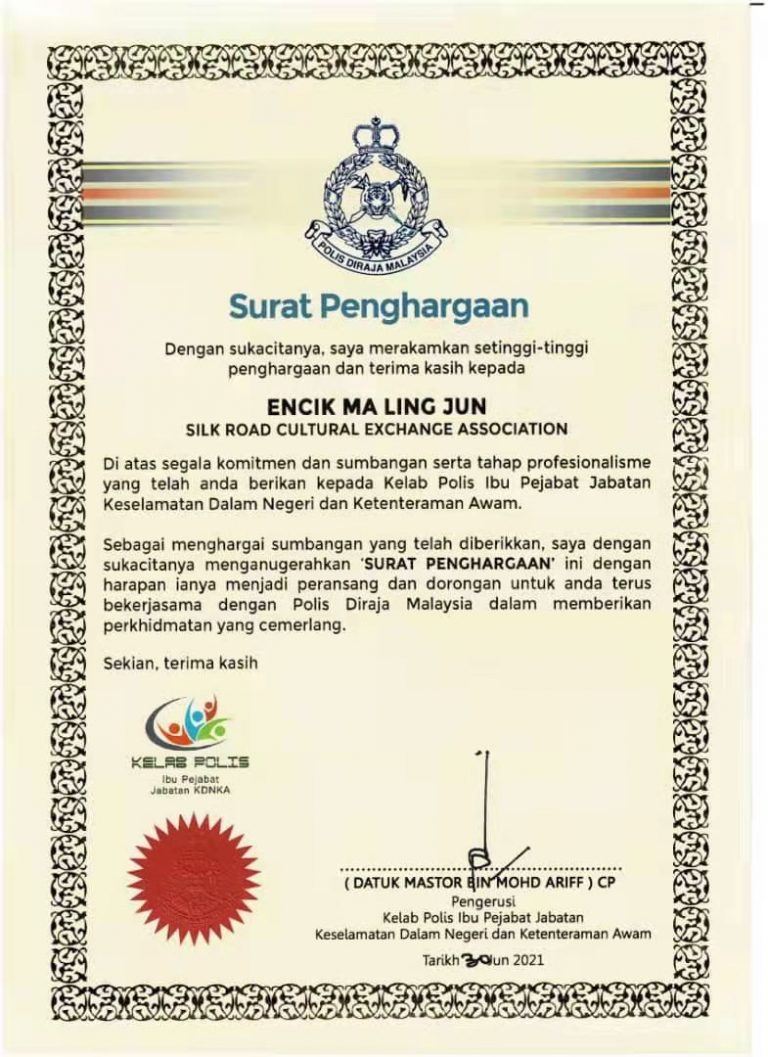 POLIS DIRAJA MALAYSIA
Surat Penghargaan
Dengan sukacitanya, saya merakamkan setinggi-tinggi
penghargaan dan terima kasih kepada
ENCIK MA LING JUN
SILK ROAD CULTURAL EXCHANGE ASSOCIATION
Di atas segala komitmen dan sumbangan serta tahap profesionalisme
yang telah anda berikan kepada Kelab Polis Ibu Pejabat Jabatan
Keselamatan Dalam Negeri dan Ketenteraman Awam.
Sebagai menghargai sumbangan yang telah diberikkan, saya dengan
sukacitanya menganugerahkan 'SURAT PENGHARGAAN' ini dengan
harapan ianya menjadi peransang dan dorongan untuk anda terus
bekerjasama dengan Polis Diraja Malaysia dalam memberikan
perkhidmatan yang cemerlang.
Sekian, terima kasih
KELAB POLIS
Ibu Pejabat
Jabatan KDNKA
( DATUK MASTOR BIN MOHD ARIFF ) CP
Pengerusi
Kelab Polis Ibu Pejabat Jabatan
Keselamatan Dalam Negeri dan Ketenteraman Awam
Tarikh 30 Jun 2021